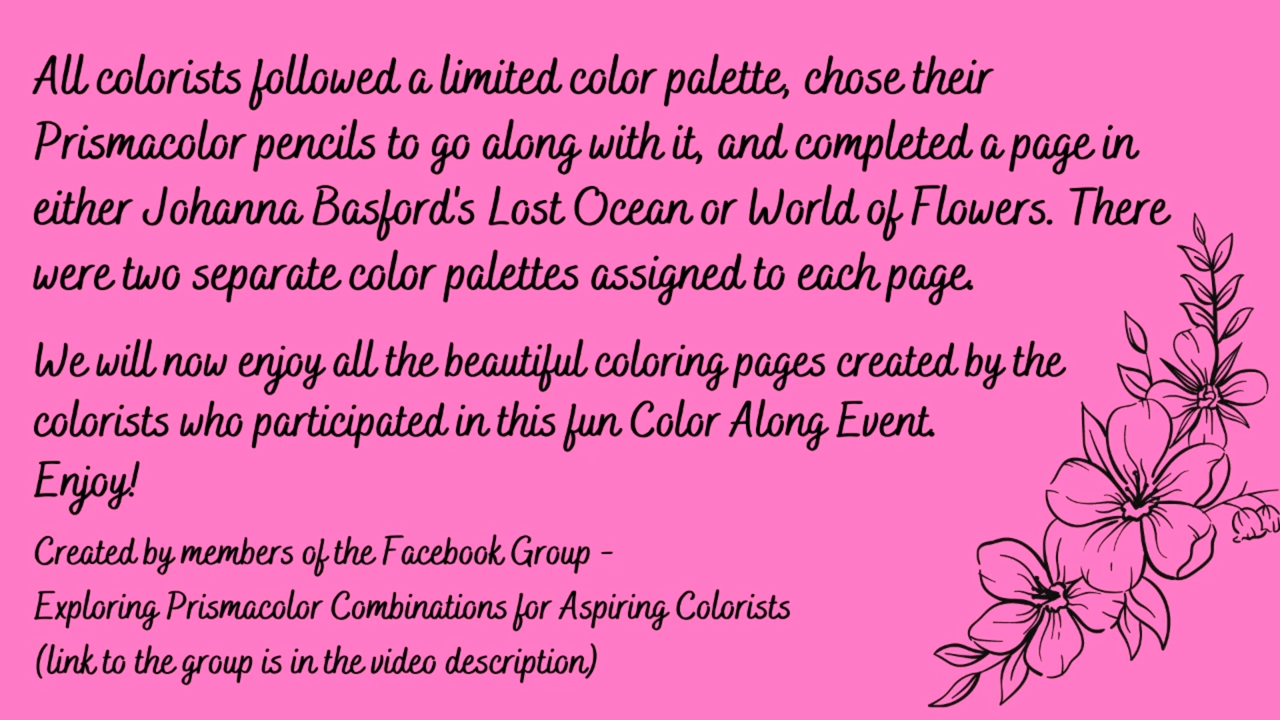 All colorists followed a limited color palette, chose their
Prismacolor pencils to go along with it, and completed a page in
either Johanna Basford's Lost Ocean or World of Flowers. There
were two separate color palettes assigned to each page.
We will now enjoy all the beautiful coloring pages created by the
colorists who participated in this fun Color Along Event.
Enjoy!
Created by members of the Facebook Group -
Exploring Prismacolor Combinations for Aspiring Colorists
(link to the group is in the video description)